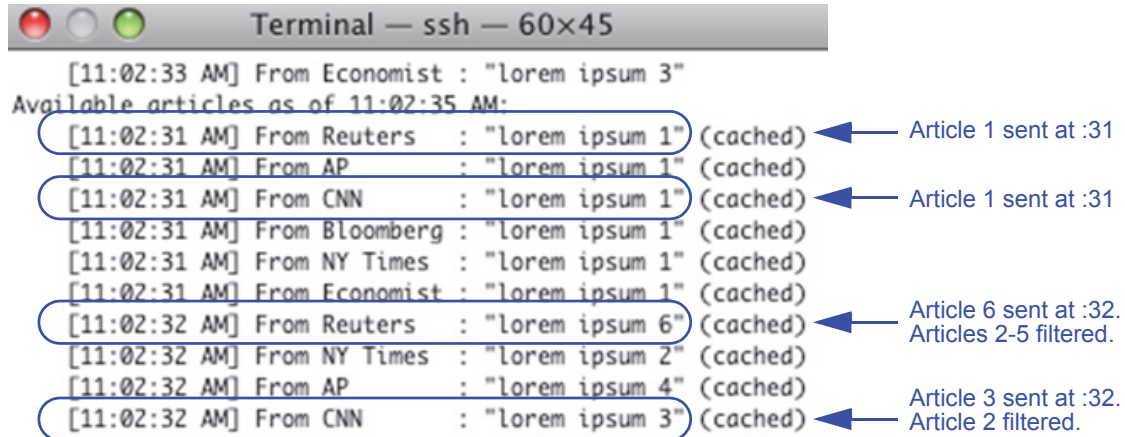 Terminal — ssh — 60×45
[11:02:33 AM] From Economist : "lorem ipsum 3"
Available articles as of 11:02:35 AM:
[11:02:31 AM] From Reuters : "lorem ipsum 1" (cached) Article 1 sent at :31
[11:02:31 AM] From AP : "lorem ipsum 1" (cached)
[11:02:31 AM] From CNN : "lorem ipsum 1" (cached) Article 1 sent at :31
[11:02:31 AM] From Bloomberg : "lorem ipsum 1" (cached)
[11:02:31 AM] From NY Times : "lorem ipsum 1" (cached)
[11:02:31 AM] From Economist : "lorem ipsum 1" (cached)
[11:02:32 AM] From Reuters : "lorem ipsum 6" (cached) Article 6 sent at :32.
Articles 2-5 filtered.
[11:02:32 AM] From NY Times : "lorem ipsum 2" (cached)
[11:02:32 AM] From AP : "lorem ipsum 4" (cached)
[11:02:32 AM] From CNN : "lorem ipsum 3" (cached) Article 3 sent at :32.
Article 2 filtered.